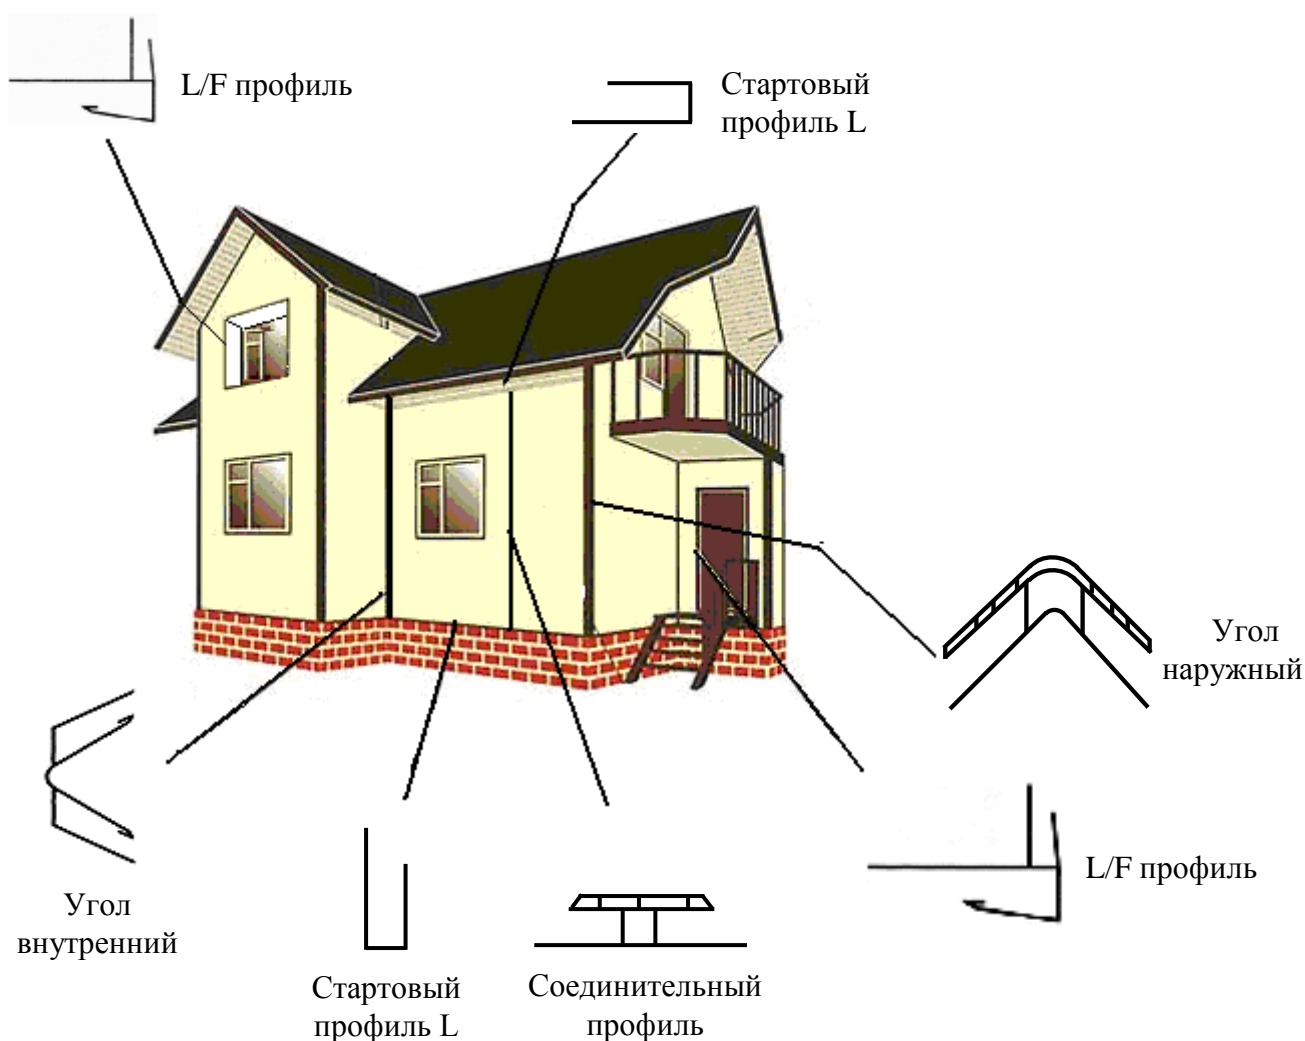 L/F профиль
Стартовый
профиль L
Угол
наружный
L/F профиль
Угол
внутренний
Стартовый
профиль L
Соединительный
профиль